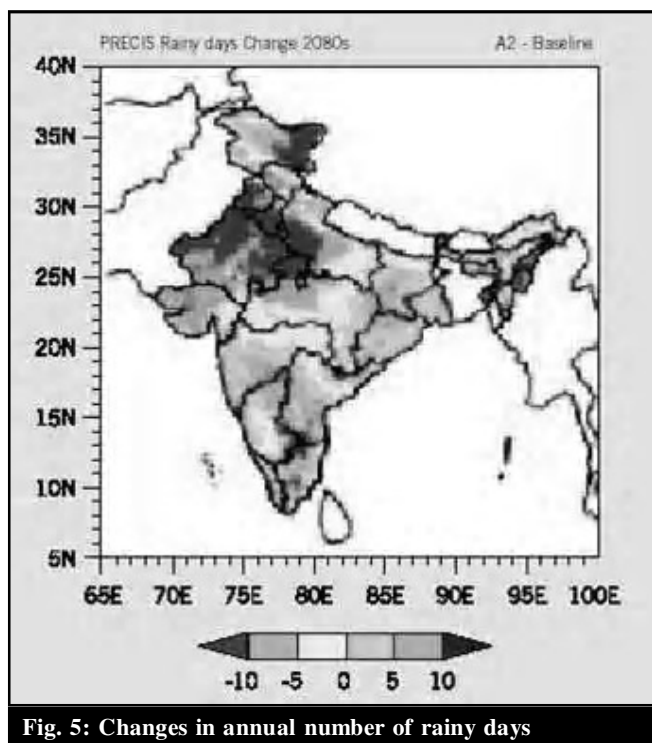 PRECIS Rainy days Change 2080s A2 - Baseline
40N
35N
30N
25N
20N
15N
10N
5N
65E 70E 75E 80E 85E 90E 95E 100E
-10 -5 0 5 10
Fig. 5: Changes in annual number of rainy days